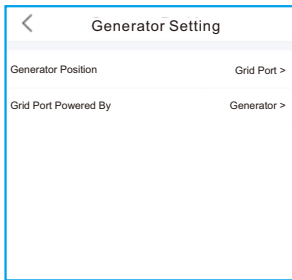 Generator Setting
Generator Position Grid Port >
Grid Port Powered By Generator >